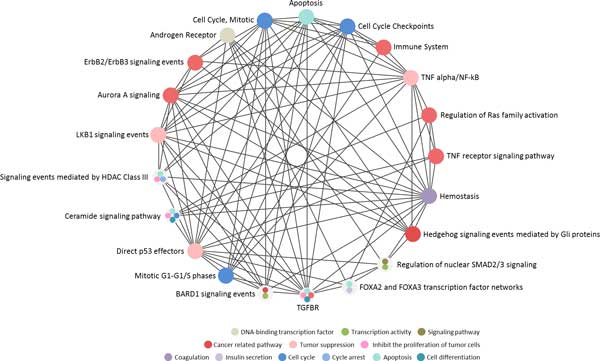 Apoptosis
Cell Cycle, Mitotic
Cell Cycle Checkpoints
Androgen Receptor
Immune System
ErbB2/ErbB3 signaling events
TNF alpha/NF-kB
Aurora A signaling
Regulation of Ras family activation
LKB1 signaling events
TNF receptor signaling pathway
Signaling events mediated by HDAC Class III
Hemostasis
Ceramide signaling pathway
Hedgehog signaling events mediated by Gli proteins
Direct p53 effectors
Regulation of nuclear SMAD2/3 signaling
Mitotic G1-G1/S phases
FOXA2 and FOXA3 transcription factor networks
BARD1 signaling events
TGFBR
DNA-binding transcription factor Transcription activity Signaling pathway
Cancer related pathway Tumor suppression Inhibit the proliferation of tumor cells
Coagulation Insulin secretion Cell cycle Cycle arrest Apoptosis Cell differentiation